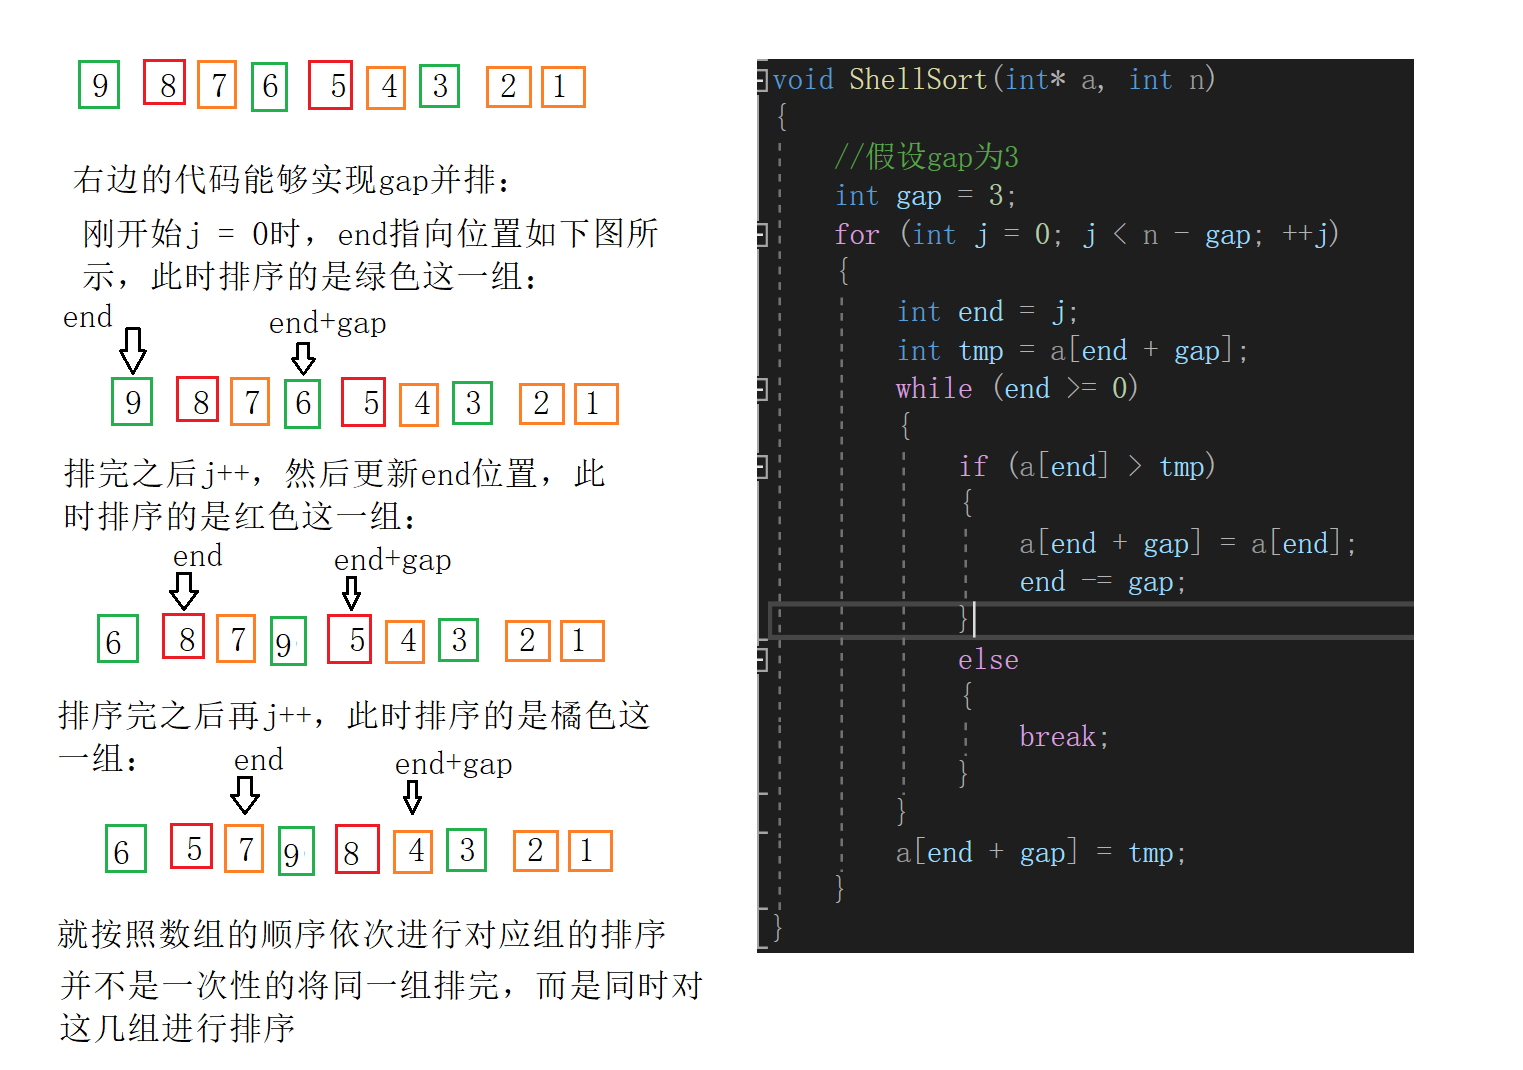 9 8 7 6 5 4 3 2 1
右边的代码能够实现gap并排：
刚开始j = 0时，end指向位置如下图所
示，此时排序的是绿色这一组：
end end+gap
9 8 7 6 5 4 3 2 1
排完之后j++，然后更新end位置，此
时排序的是红色这一组：
end end+gap
6 8 7 9 5 4 3 2 1
排序完之后再j++，此时排序的是橘色这
一组：
end end+gap
6 5 7 9 8 4 3 2 1
就按照数组的顺序依次进行对应组的排序
并不是一次性的将同一组排完，而是同时对
这几组进行排序
void ShellSort(int* a, int n)
{
//假设gap为3
int gap = 3;
for (int j = 0; j < n - gap; ++j)
{
int end = j;
int tmp = a[end + gap];
while (end >= 0)
{
if (a[end] > tmp)
{
a[end + gap] = a[end];
end -= gap;
}
else
{
break;
}
}
a[end + gap] = tmp;
}
}